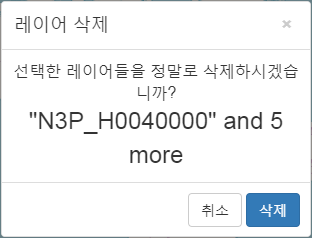 레이어 삭제 ×
선택한 레이어들을 정말로 삭제하시겠습
니까?
"N3P_H0040000" and 5
more
취소 삭제